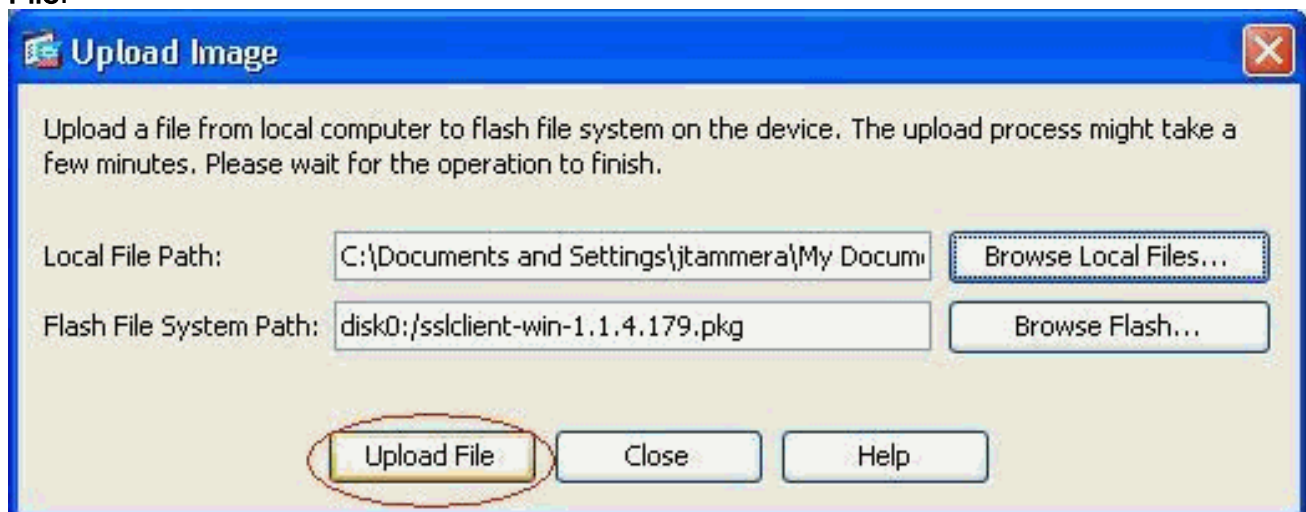 File.
Upload Image
Upload a file from local computer to flash file system on the device. The upload process might take a
few minutes. Please wait for the operation to finish.
Local File Path: C:\Documents and Settings\jtammera\My Docum Browse Local Files...
Flash File System Path: disk0:/sslclient-win-1.1.4.179.pkg Browse Flash...
Upload File Close Help